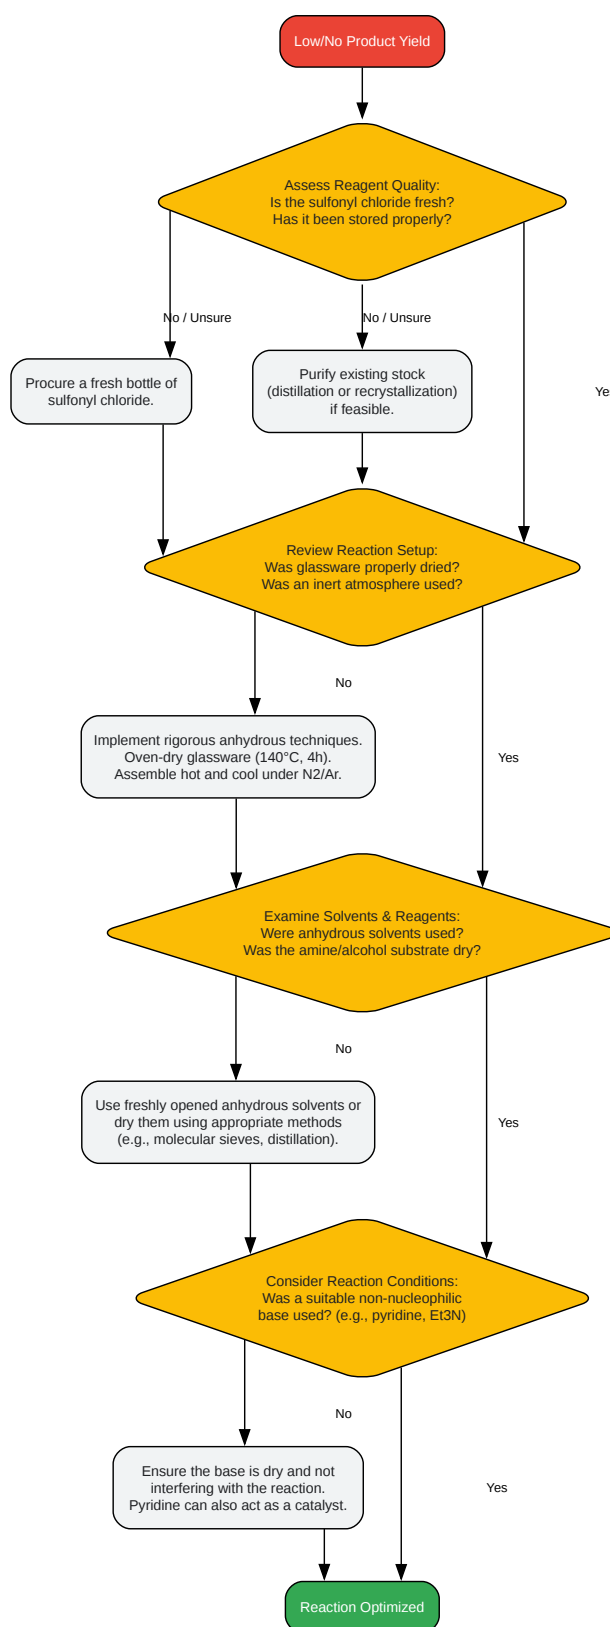 Low/No Product Yield
Assess Reagent Quality:
Is the sulfonyl chloride fresh?
Has it been stored properly?
No / Unsure
No / Unsure
Ye
Procure a fresh bottle of
sulfonyl chloride.
Purify existing stock
(distillation or recrystallization)
if feasible.
Review Reaction Setup:
Was glassware properly dried?
Was an inert atmosphere used?
No
Yes
Implement rigorous anhydrous techniques.
Oven-dry glassware (140°C, 4h).
Assemble hot and cool under N2/Ar.
Examine Solvents & Reagents:
Were anhydrous solvents used?
Was the amine/alcohol substrate dry?
No
Yes
Use freshly opened anhydrous solvents or
dry them using appropriate methods
(e.g., molecular sieves, distillation).
Consider Reaction Conditions:
Was a suitable non-nucleophilic
base used? (e.g., pyridine, Et3N)
No
Yes
Ensure the base is dry and not
interfering with the reaction.
Pyridine can also act as a catalyst.
Reaction Optimized